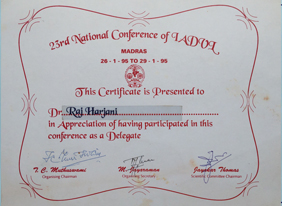 23rd National Conference of IADVL
MADRAS
26 - 1 - 95 TO 29 - 1 - 95
This Certificate is Presented to
Dr. Raj Harjani
in Appreciation of having participated in this
conference as a Delegate
T. C. Muthuswami M. Jayaraman Jayakar Thomas
Organising Chairman Organising Secretary Scientific Committee Chairman